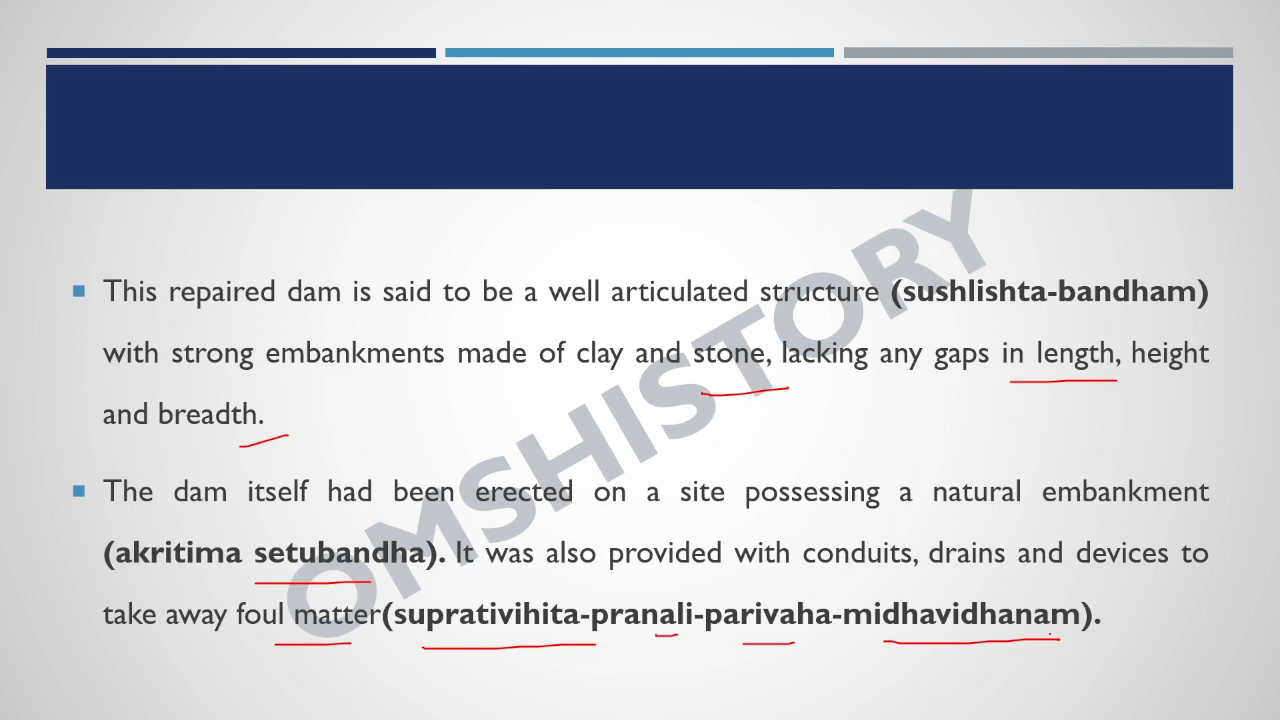 This repaired dam is said to be a well articulated structure (sushlishta-bandham)
with strong embankments made of clay and stone, lacking any gaps in length, height
and breadth.
The dam itself had been erected on a site possessing a natural embankment
(akritima setubandha). It was also provided with conduits, drains and devices to
take away foul matter(suprativihita-pranali-parivaha-midhavidhanam).
OMSHISTORY